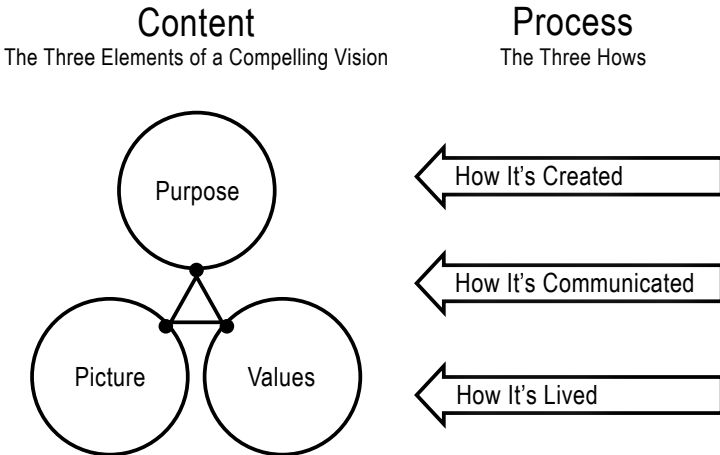 Content
The Three Elements of a Compelling Vision
Process
The Three Hows
Purpose
Picture
Values
How It's Created
How It's Communicated
How It's Lived